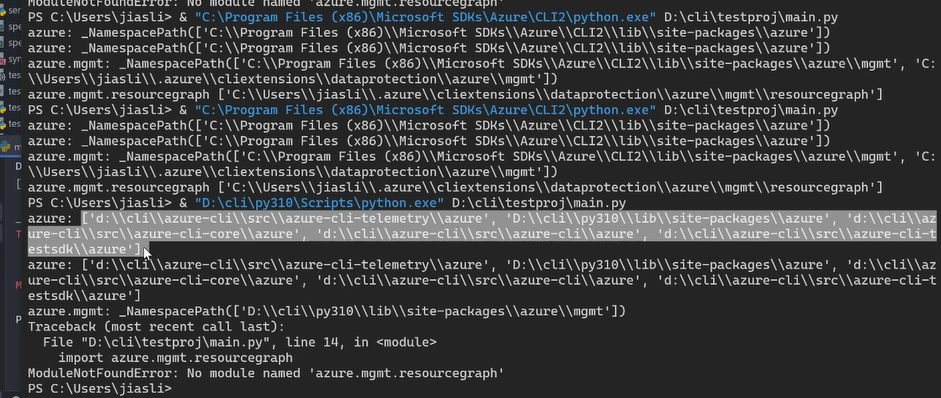 ModuleNotFoundError: No module named 'azure.mgmt.resourcegraph'
PS C:\Users\jiasli> & "C:\Program Files (x86)\Microsoft SDKs\Azure\CLI2\python.exe" D:\cli\testproj\main.py
azure: _NamespacePath(['C:\\Program Files (x86)\\Microsoft SDKs\\Azure\\CLI2\\lib\\site-packages\\azure'])
azure: _NamespacePath(['C:\\Program Files (x86)\\Microsoft SDKs\\Azure\\CLI2\\lib\\site-packages\\azure'])
azure.mgmt: _NamespacePath(['C:\\Program Files (x86)\\Microsoft SDKs\\Azure\\CLI2\\lib\\site-packages\\azure\\mgmt', 'C:
\\Users\\jiasli\\.azure\\cliextensions\\dataprotection\\azure\\mgmt'])
azure.mgmt.resourcegraph ['C:\\Users\\jiasli\\.azure\\cliextensions\\dataprotection\\azure\\mgmt\\resourcegraph']
PS C:\Users\jiasli> & "C:\Program Files (x86)\Microsoft SDKs\Azure\CLI2\python.exe" D:\cli\testproj\main.py
azure: _NamespacePath(['C:\\Program Files (x86)\\Microsoft SDKs\\Azure\\CLI2\\lib\\site-packages\\azure'])
azure: _NamespacePath(['C:\\Program Files (x86)\\Microsoft SDKs\\Azure\\CLI2\\lib\\site-packages\\azure'])
azure.mgmt: _NamespacePath(['C:\\Program Files (x86)\\Microsoft SDKs\\Azure\\CLI2\\lib\\site-packages\\azure\\mgmt', 'C:
\\Users\\jiasli\\.azure\\cliextensions\\dataprotection\\azure\\mgmt'])
azure.mgmt.resourcegraph ['C:\\Users\\jiasli\\.azure\\cliextensions\\dataprotection\\azure\\mgmt\\resourcegraph']
PS C:\Users\jiasli> & "D:\cli\py310\Scripts\python.exe" D:\cli\testproj\main.py
azure: ['d:\\cli\\azure-cli\\src\\azure-cli-telemetry\\azure', 'D:\\cli\\py310\\lib\\site-packages\\azure', 'd:\\cli\\az
ure-cli\\src\\azure-cli-core\\azure', 'd:\\cli\\azure-cli\\src\\azure-cli\\azure', 'd:\\cli\\azure-cli\\src\\azure-cli-t
estsdk\\azure']
azure: ['d:\\cli\\azure-cli\\src\\azure-cli-telemetry\\azure', 'D:\\cli\\py310\\lib\\site-packages\\azure', 'd:\\cli\\az
ure-cli\\src\\azure-cli-core\\azure', 'd:\\cli\\azure-cli\\src\\azure-cli\\azure', 'd:\\cli\\azure-cli\\src\\azure-cli-t
estsdk\\azure']
azure.mgmt: _NamespacePath(['D:\\cli\\py310\\lib\\site-packages\\azure\\mgmt'])
Traceback (most recent call last):
  File "D:\cli\testproj\main.py", line 14, in <module>
    import azure.mgmt.resourcegraph
ModuleNotFoundError: No module named 'azure.mgmt.resourcegraph'
PS C:\Users\jiasli>